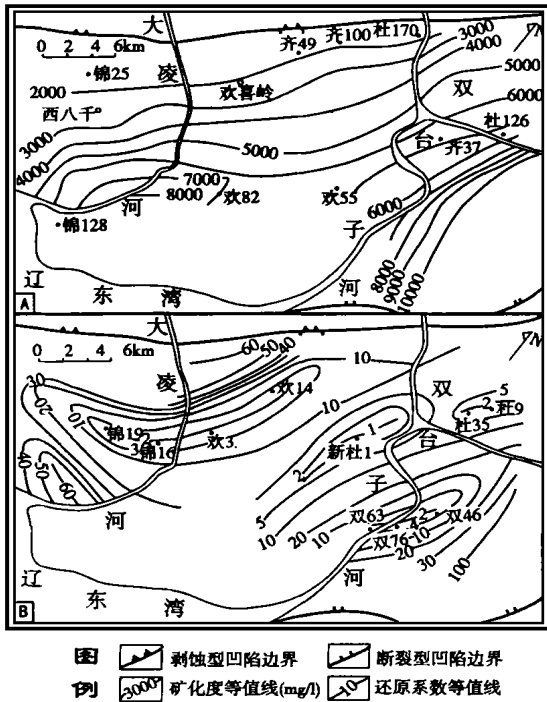 大 齐49 齐100 杜170 3000 4000
0 2 4 6km
锦25 凌 双 5000
2000 欢喜岭 6000
西八千 杜126
3000 5000 台 齐37
4000
7000
8000 欢82 欢55 6000
河 子
锦128
8000 9000 10000
辽 东 湾 河
A
大 60 50 40 10
0 2 4 6km
30 凌 欢14 双 5
20 10 2 杜9
10 锦19 10 1 杜35
3 锦16 欢3 新杜1 台
40 2
50 子
60 5 双63 2 双46
河 10 20 10 4 10
双76 20 30 100
辽 河
东 湾
B
图例
剥蚀型凹陷边界 断裂型凹陷边界
3000 矿化度等值线(mg/l) 10 还原系数等值线